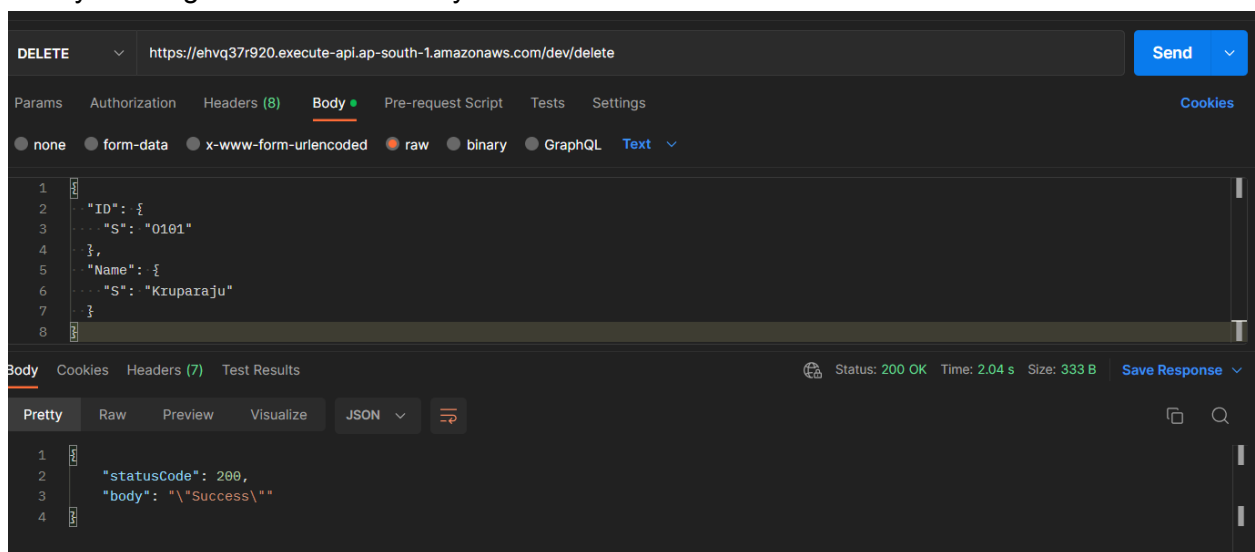 DELETE https://ehvq37r920.execute-api.ap-south-1.amazonaws.com/dev/delete Send
Params Authorization Headers (8) Body Pre-request Script Tests Settings Cookies
none form-data x-www-form-urlencoded raw binary GraphQL Text
1 {
2 "ID": {
3 "S": "O101"
4 },
5 "Name": {
6 "S": "Kruparaju"
7 }
8 }
Body Cookies Headers (7) Test Results Status: 200 OK Time: 2.04 s Size: 333 B Save Response
Pretty Raw Preview Visualize JSON
1 {
2 "statusCode": 200,
3 "body": "\"Success\""
4 }